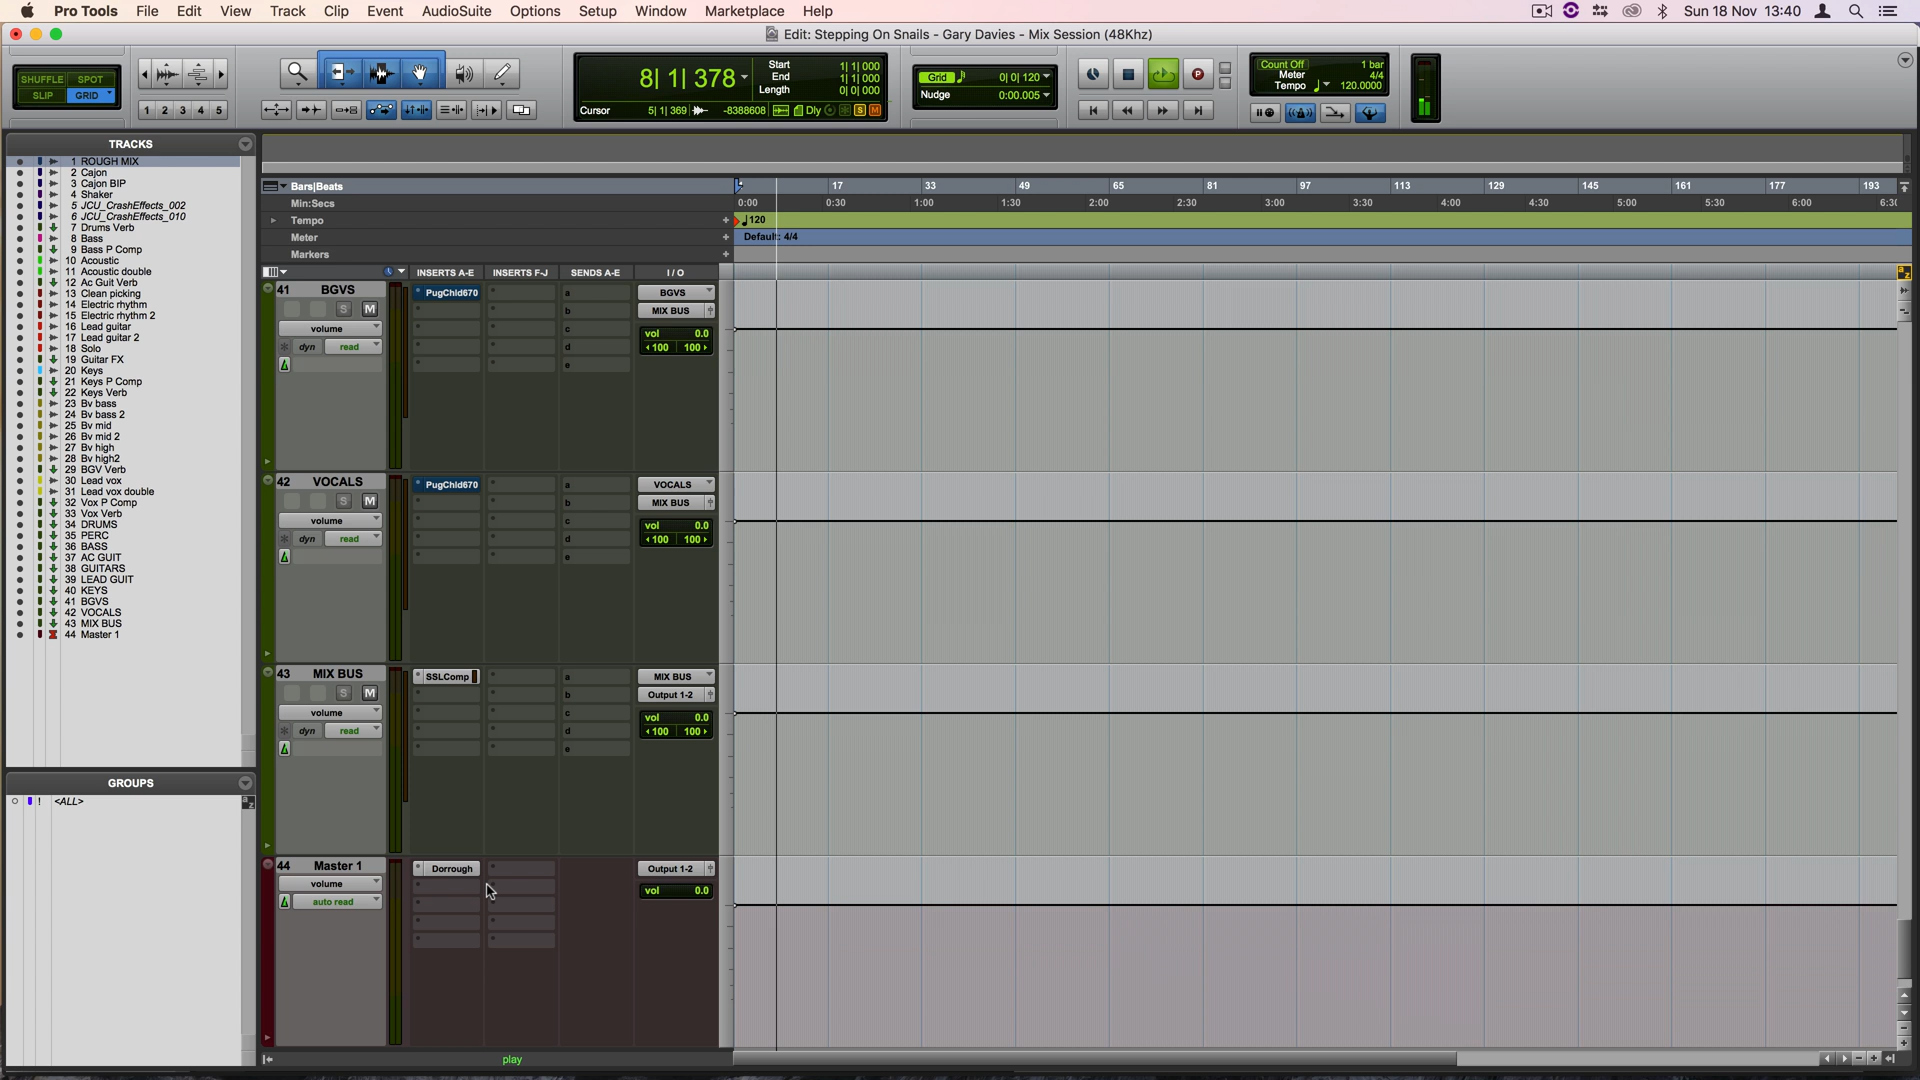 Pro Tools File Edit View Track Clip Event AudioSuite Options Setup Window Marketplace Help Sun 18 Nov 13:40
Edit: Stepping On Snails - Gary Davies - Mix Session (48Khz)
SHUFFLE SPOT
SLIP GRID
1 2 3 4 5
8| 1| 378
Start 1| 1| 000
End 1| 1| 000
Length 0| 0| 000
Cursor 5| 1| 369 -8388608 Dly S M
Grid 0| 0| 120
Nudge 0:00.005
P
Count Off 1 bar
Meter 4/4
Tempo 120.0000
TRACKS
1 ROUGH MIX
2 Cajon
3 Cajon BIP
4 Shaker
5 JCU_CrashEffects_002
6 JCU_CrashEffects_010
7 Drums Verb
8 Bass
9 Bass P Comp
10 Acoustic
11 Acoustic double
12 Ac Guit Verb
13 Clean picking
14 Electric rhythm
15 Electric rhythm 2
16 Lead guitar
17 Lead guitar 2
18 Solo
19 Guitar FX
20 Keys
21 Keys P Comp
22 Keys Verb
23 Bv bass
24 Bv bass 2
25 Bv mid
26 Bv mid 2
27 Bv high
28 Bv high2
29 BGV Verb
30 Lead vox
31 Lead vox double
32 Vox P Comp
33 Vox Verb
34 DRUMS
35 PERC
36 BASS
37 AC GUIT
38 GUITARS
39 LEAD GUIT
40 KEYS
41 BGVS
42 VOCALS
43 MIX BUS
44 Master 1
GROUPS
! <ALL>
a z
Bars|Beats 17 33 49 65 81 97 113 129 145 161 177 193
Min:Secs 0:00 0:30 1:00 1:30 2:00 2:30 3:00 3:30 4:00 4:30 5:00 5:30 6:00 6:30
Tempo + 120
Meter + Default: 4/4
Markers +
INSERTS A-E INSERTS F-J SENDS A-E I / O
a z
41 BGVS PugChld670 a BGVS
S M b MIX BUS
volume c vol 0.0
dyn read d 100 100
e
42 VOCALS PugChld670 a VOCALS
S M b MIX BUS
volume c vol 0.0
dyn read d 100 100
e
43 MIX BUS SSLComp a MIX BUS
S M b Output 1-2
volume c vol 0.0
dyn read d 100 100
e
44 Master 1 Dorrough Output 1-2
volume vol 0.0
auto read
play